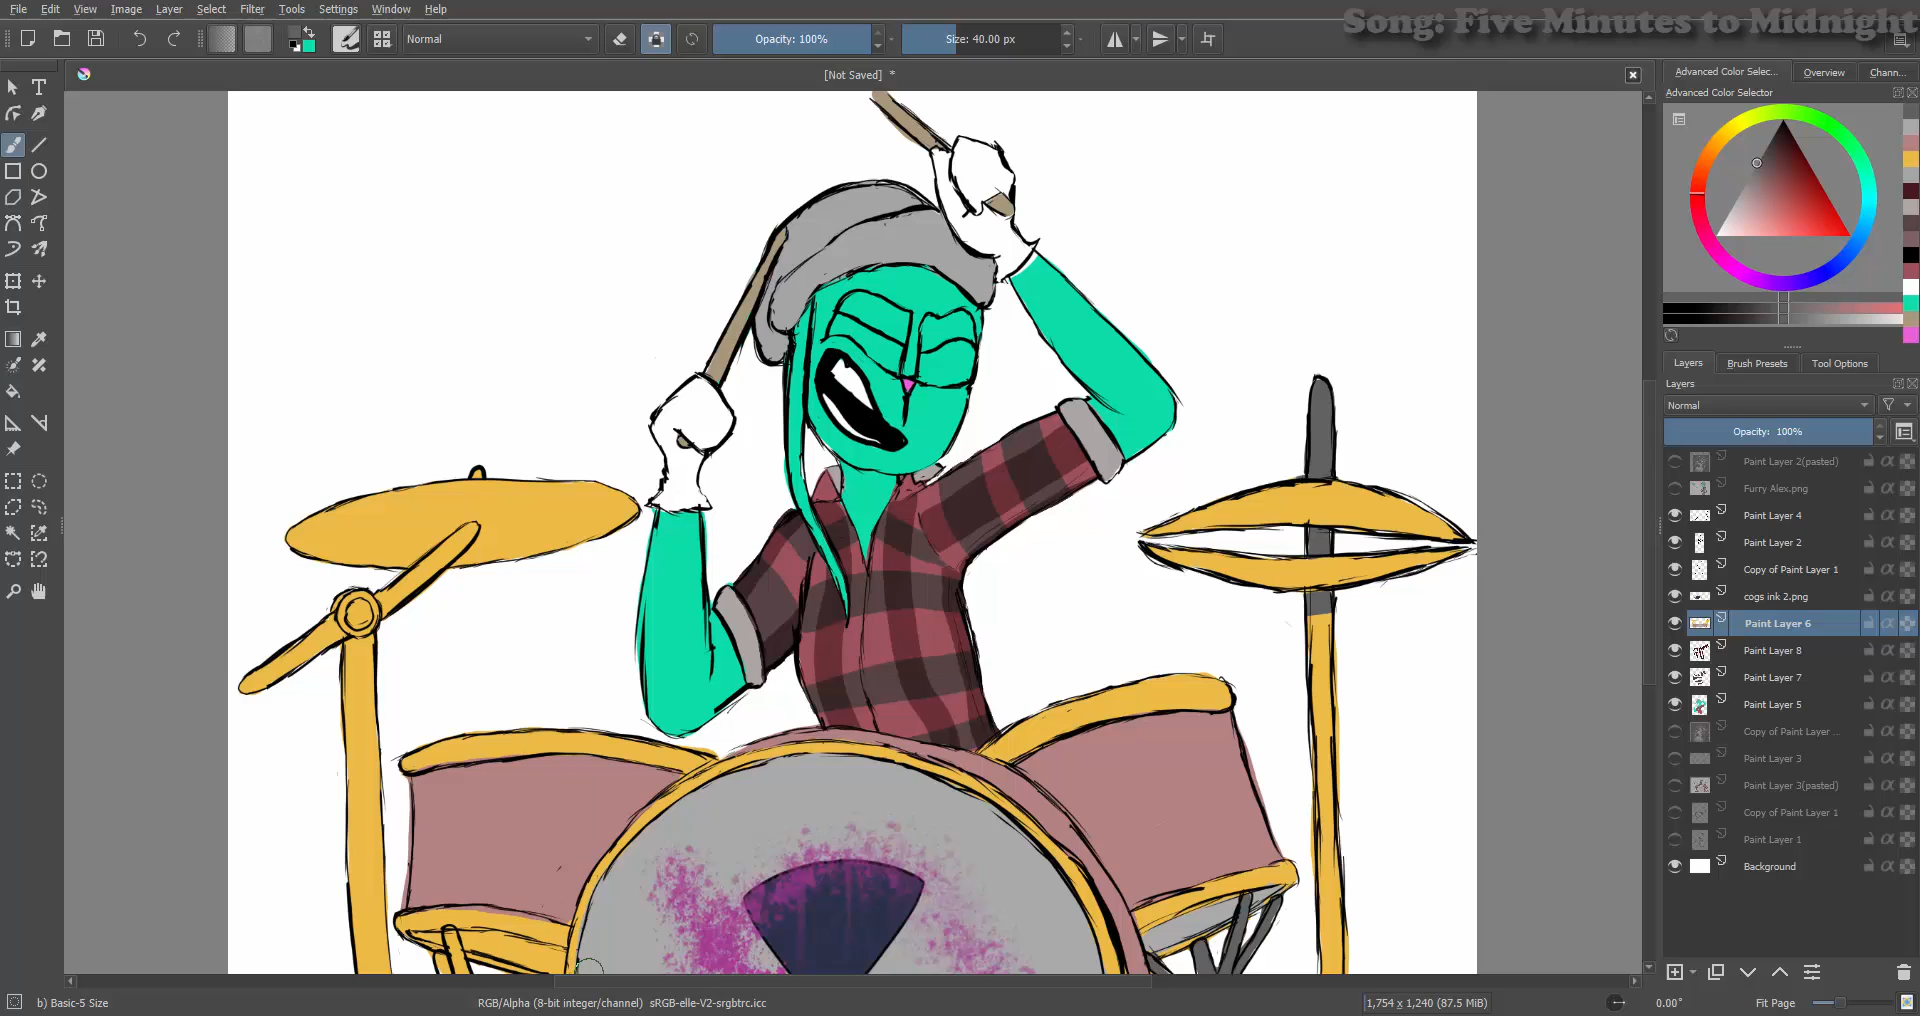 File Edit View Image Layer Select Filter Tools Settings Window Help
Song: Five Minutes to Midnight
Normal
Opacity: 100%
Size: 40.00 px
[Not Saved] *
Advanced Color Selec... Overview Chann...
Advanced Color Selector
Layers Brush Presets Tool Options
Layers
Normal
Opacity: 100%
Paint Layer 2(pasted)
Furry Alex.png
Paint Layer 4
Paint Layer 2
Copy of Paint Layer 1
cogs ink 2.png
Paint Layer 6
Paint Layer 8
Paint Layer 7
Paint Layer 5
Copy of Paint Layer ...
Paint Layer 3
Paint Layer 3(pasted)
Copy of Paint Layer 1
Paint Layer 1
Background
b) Basic-5 Size
RGB/Alpha (8-bit integer/channel) sRGB-elle-V2-srgbtrc.icc
1,754 x 1,240 (87.5 MiB)
0.00°
Fit Page